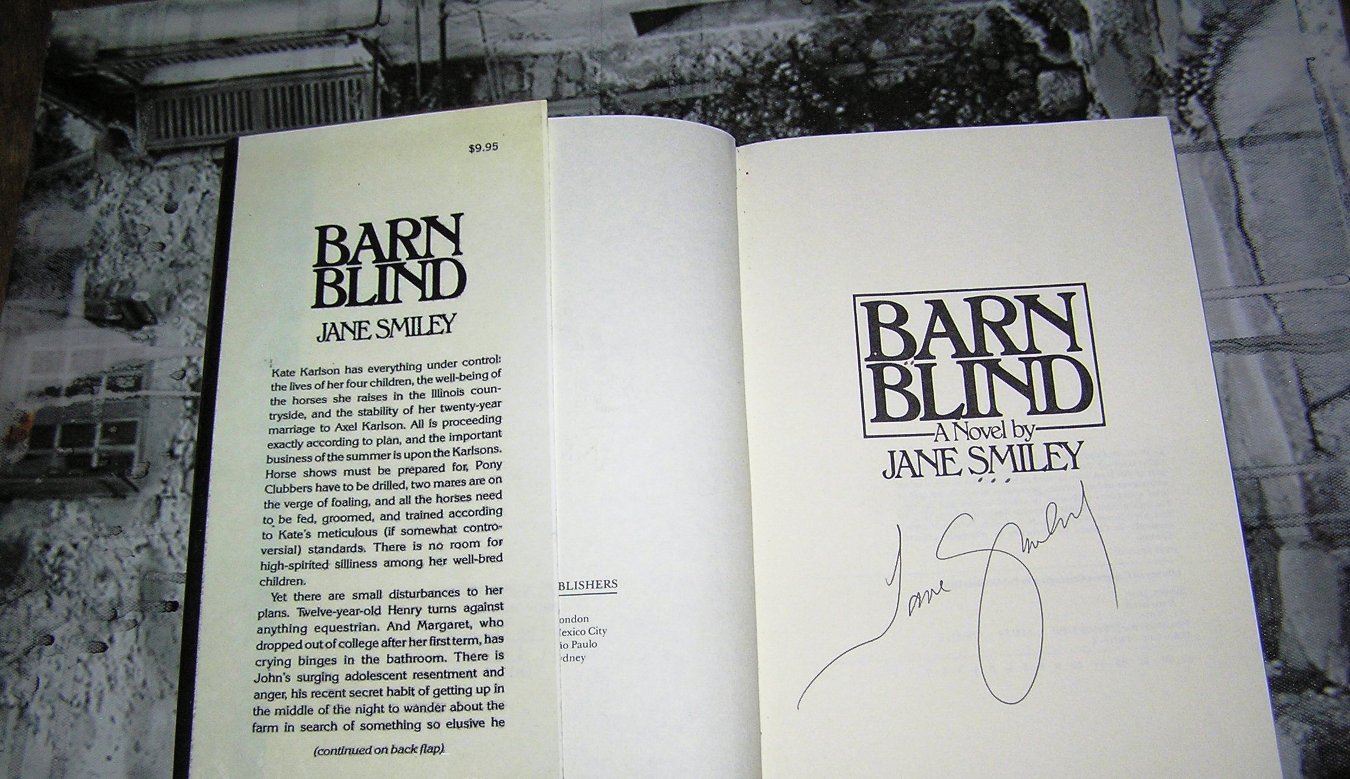 $9.95
BARN
BLIND
JANE SMILEY
Kate Karlson has everything under control:
the lives of her four children, the well-being of
the horses she raises in the Illinois coun-
tryside, and the stability of her twenty-year
marriage to Axel Karlson. All is proceeding
exactly according to plan, and the important
business of the summer is upon the Karlsons.
Horse shows must be prepared for, Pony
Clubbers have to be drilled, two mares are on
the verge of foaling, and all the horses need
to be fed, groomed, and trained according
to Kate's meticulous (if somewhat contro-
versial) standards. There is no room for
high-spirited silliness among her well-bred
children.
Yet there are small disturbances to her
plans. Twelve-year-old Henry turns against
anything equestrian. And Margaret, who
dropped out of college after her first term, has
crying binges in the bathroom. There is
John's surging adolescent resentment and
anger, his recent secret habit of getting up in
the middle of the night to wander about the
farm in search of something so elusive he
(continued on back flap)
BLISHERS
ondon
exico City
o Paulo
dney
BARN
BLIND
A Novel by
JANE SMILEY
Jane Smiley